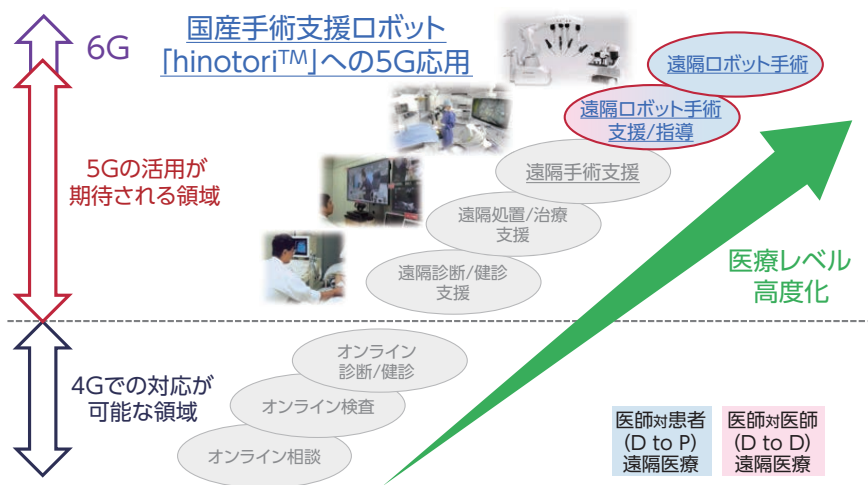 6G
国産手術支援ロボット
「hinotori™」への5G応用
遠隔ロボット手術
遠隔ロボット手術
支援/指導
5Gの活用が
期待される領域
遠隔手術支援
遠隔処置/治療
支援
遠隔診断/健診
支援
医療レベル
高度化
オンライン
診断/健診
4Gでの対応が
可能な領域
オンライン検査
オンライン相談
医師対患者
(D to P)
遠隔医療
医師対医師
(D to D)
遠隔医療